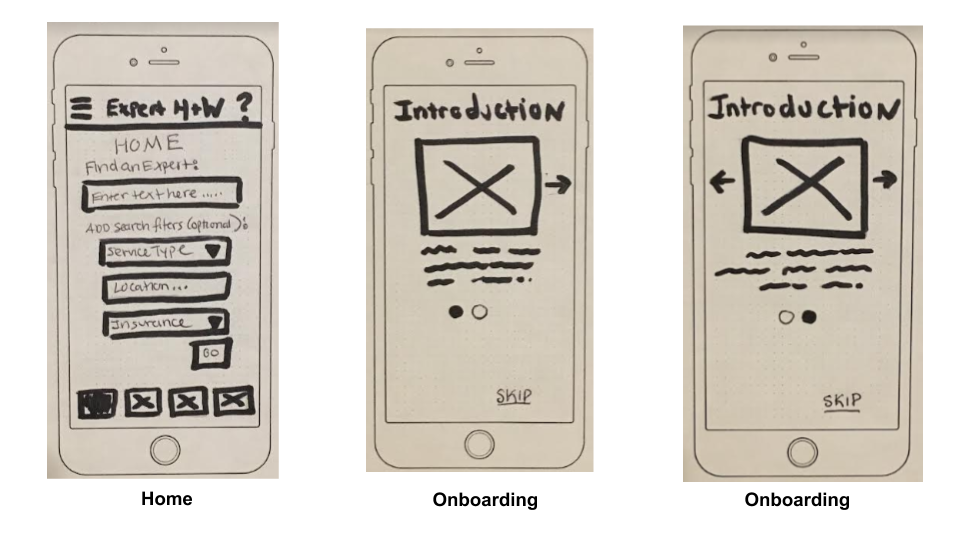 Expert H+W ?
HOME
Find an Expert:
Enter text here .....
ADD Search filters (optional):
Service Type
Location...
Insurance
GO
Home
Introduction
SKIP
Onboarding
Introduction
SKIP
Onboarding